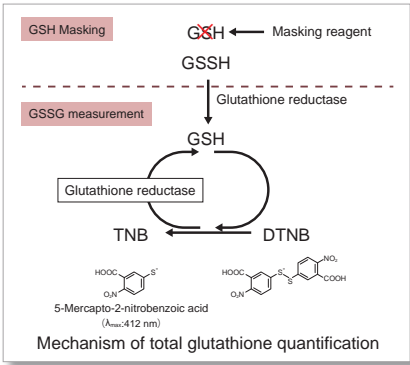 GSH Masking
GSH
Masking reagent
GSSH
Glutathione reductase
GSSG measurement
GSH
Glutathione reductase
TNB
DTNB
HOOC
S-
O₂N
HOOC
O₂N
S-
S
NO₂
COOH
5-Mercapto-2-nitrobenzoic acid
(λmax:412 nm)
Mechanism of total glutathione quantification